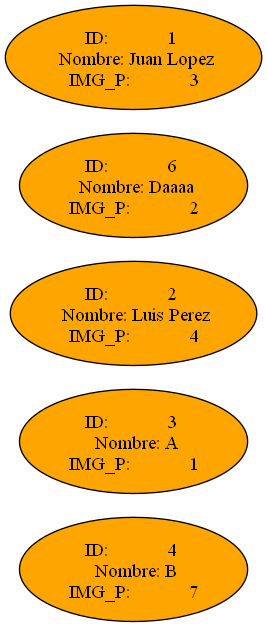 ID: 1
Nombre: Juan Lopez
IMG_P: 3
ID: 6
Nombre: Daaaa
IMG_P: 2
ID: 2
Nombre: Luis Perez
IMG_P: 4
ID: 3
Nombre: A
IMG_P: 1
ID: 4
Nombre: B
IMG_P: 7